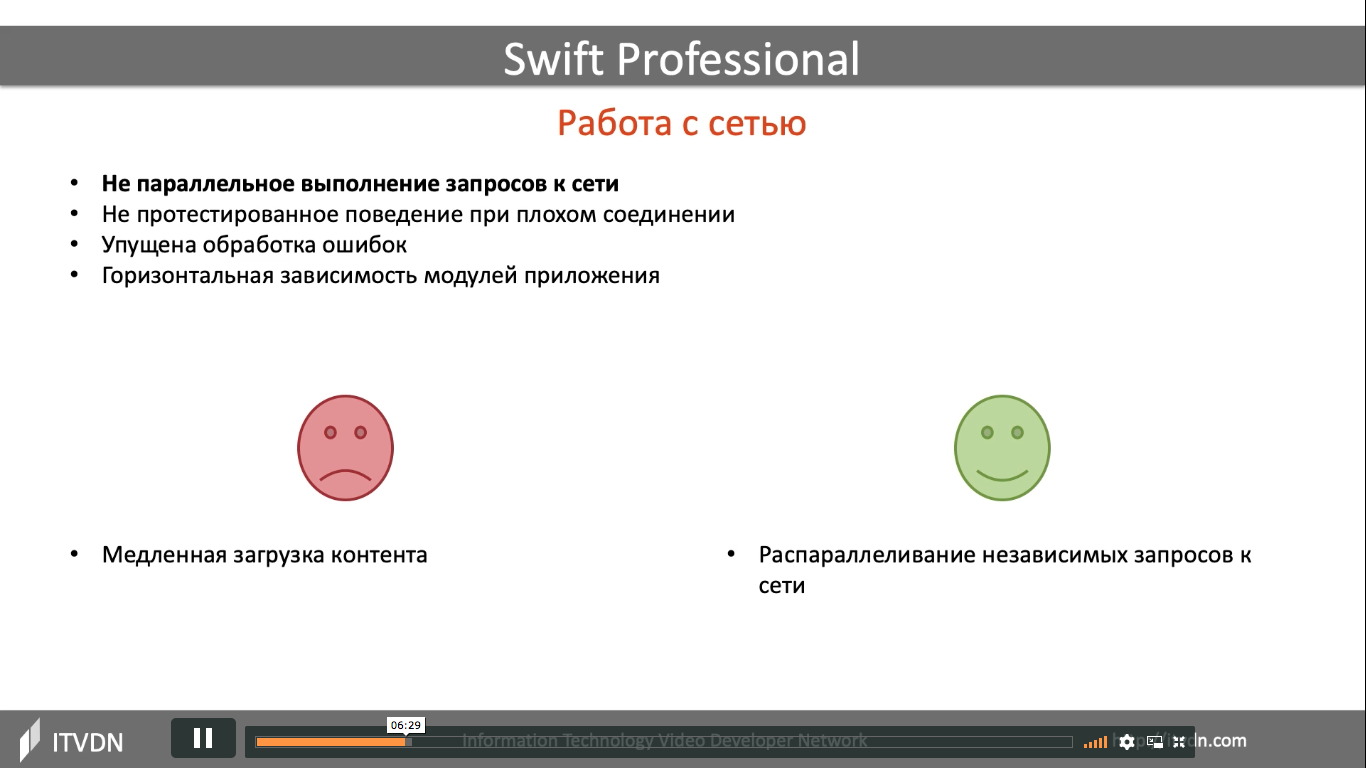 Swift Professional
Работа с сетью
• Не параллельное выполнение запросов к сети
• Не протестированное поведение при плохом соединении
• Упущена обработка ошибок
• Горизонтальная зависимость модулей приложения
• Медленная загрузка контента
• Распараллеливание независимых запросов к
сети
06:29
ITVDN
Information Technology Video Developer Network
dn.com